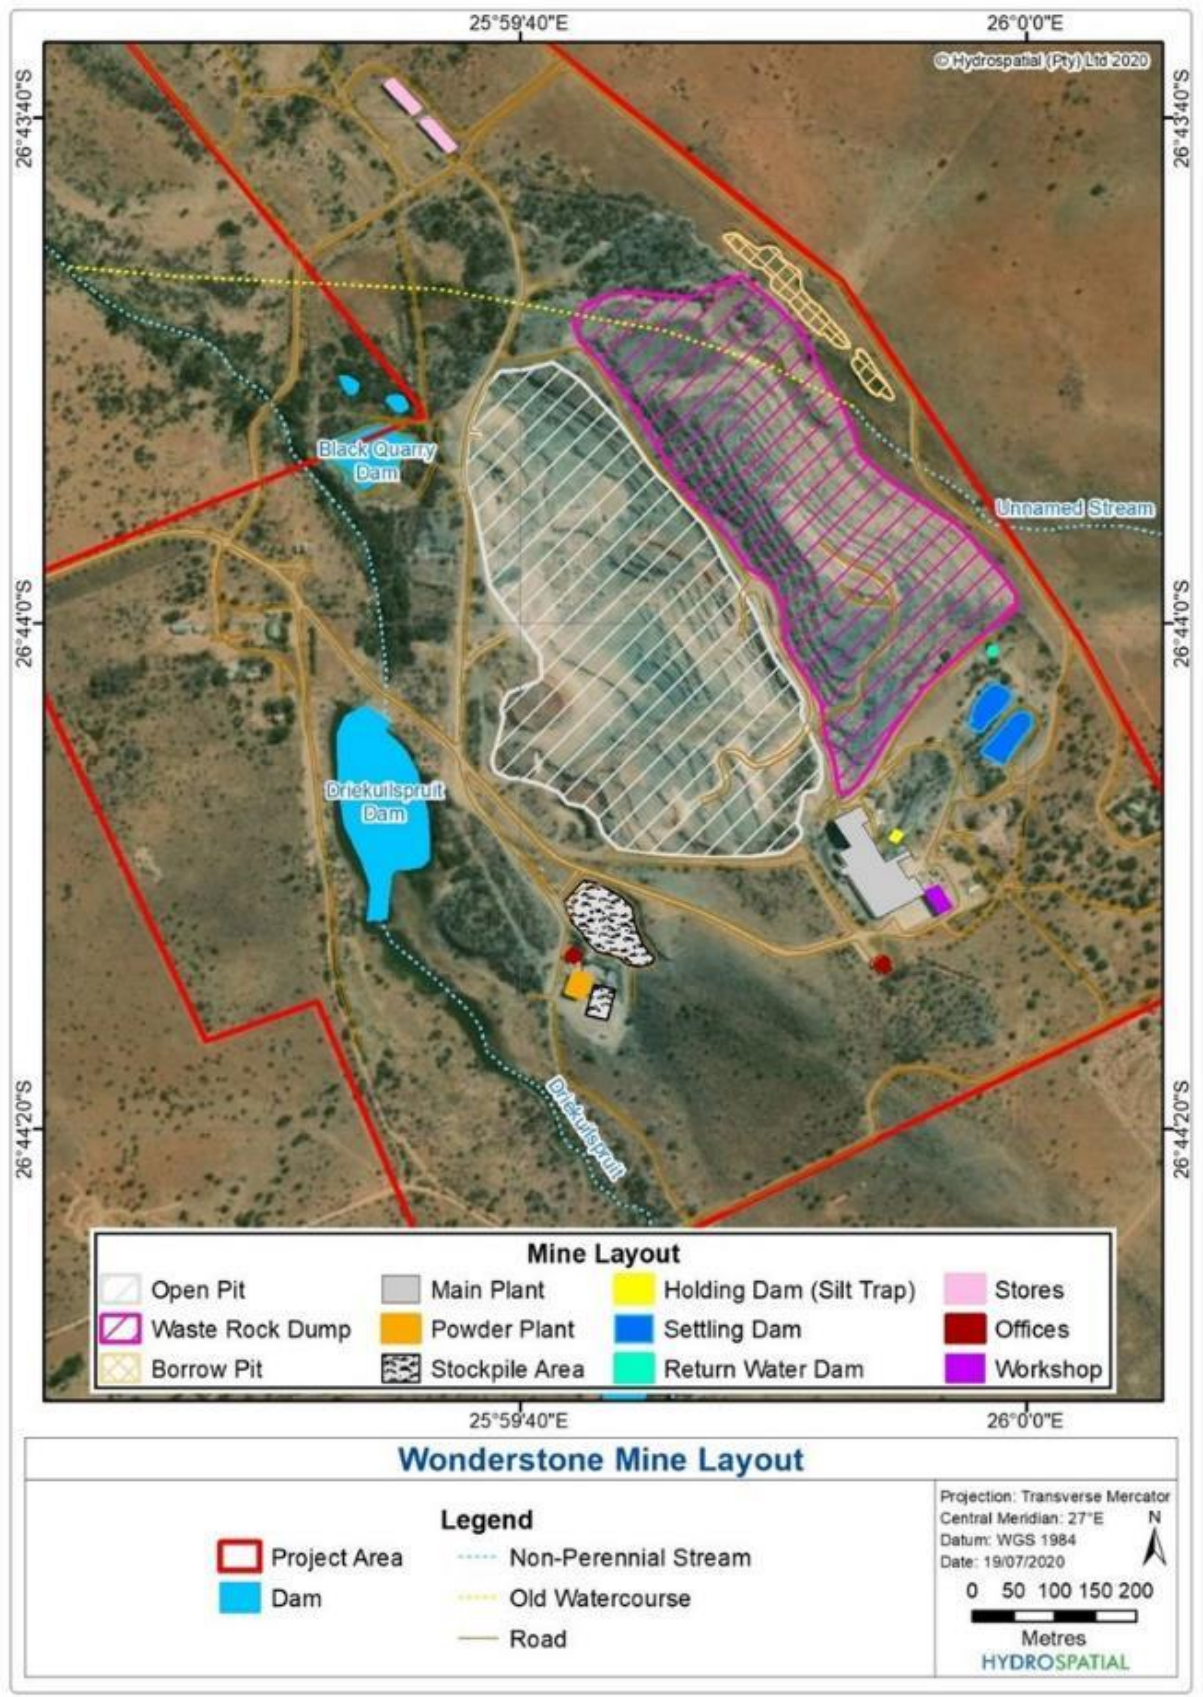 25°59'40"E
26°0'0"E
© Hydrospatial (Pty) Ltd 2020
26°43'40"S
26°43'40"S
Black Quarry
Dam
Unnamed Stream
26°44'0"S
26°44'0"S
Driekuilspruit
Dam
Driekuilspruit
26°44'20"S
26°44'20"S
Mine Layout
Open Pit
Main Plant
Holding Dam (Silt Trap)
Stores
Waste Rock Dump
Powder Plant
Settling Dam
Offices
Borrow Pit
Stockpile Area
Return Water Dam
Workshop
25°59'40"E
26°0'0"E
Wonderstone Mine Layout
Legend
Project Area
Non-Perennial Stream
Dam
Old Watercourse
Road
Projection: Transverse Mercator
Central Meridian: 27°E
Datum: WGS 1984
Date: 19/07/2020
N
0 50 100 150 200
Metres
HYDROSPATIAL